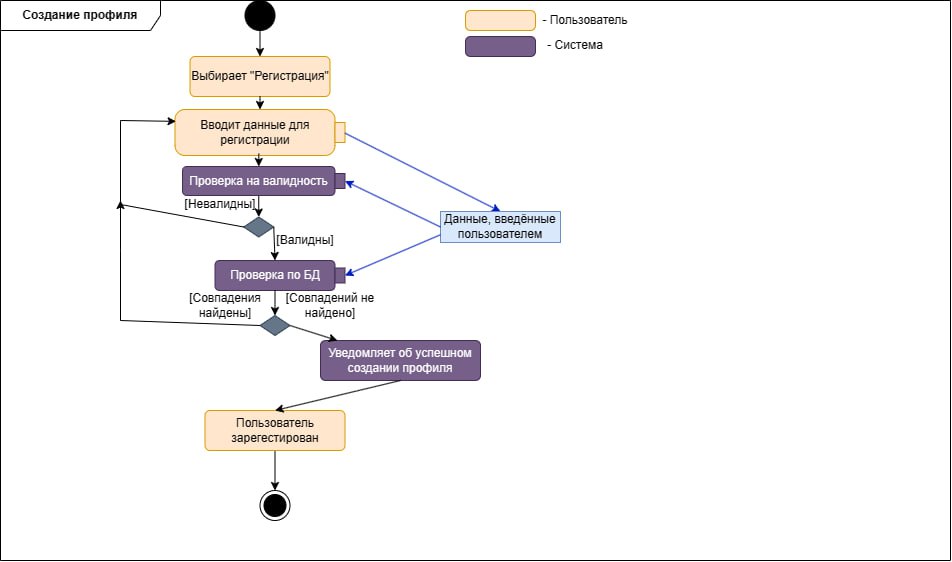 Создание профиля
- Пользователь
- Система
Выбирает "Регистрация"
Вводит данные для
регистрации
Проверка на валидность
[Невалидны]
Данные, введённые
пользователем
[Валидны]
Проверка по БД
[Совпадения
найдены]
[Совпадений не
найдено]
Уведомляет об успешном
создании профиля
Пользователь
зарегестирован